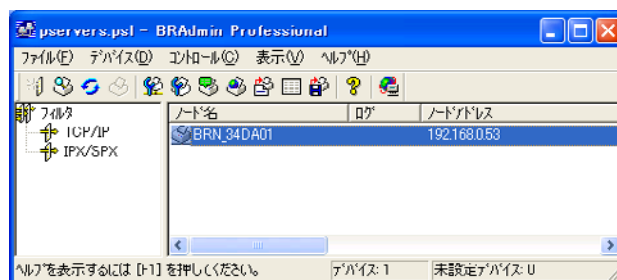 pservers.psl - BRAdmin Professional
ファイル(F) デバイス(D) コントロール(C) 表示(V) ヘルプ(H)
フィルタ
TCP/IP
IPX/SPX
ノード名 ログ ノードアドレス
BRN_34DA01 192.168.0.53
ヘルプを表示するには [F1] を押してください。 デバイス: 1 未設定デバイス: 0